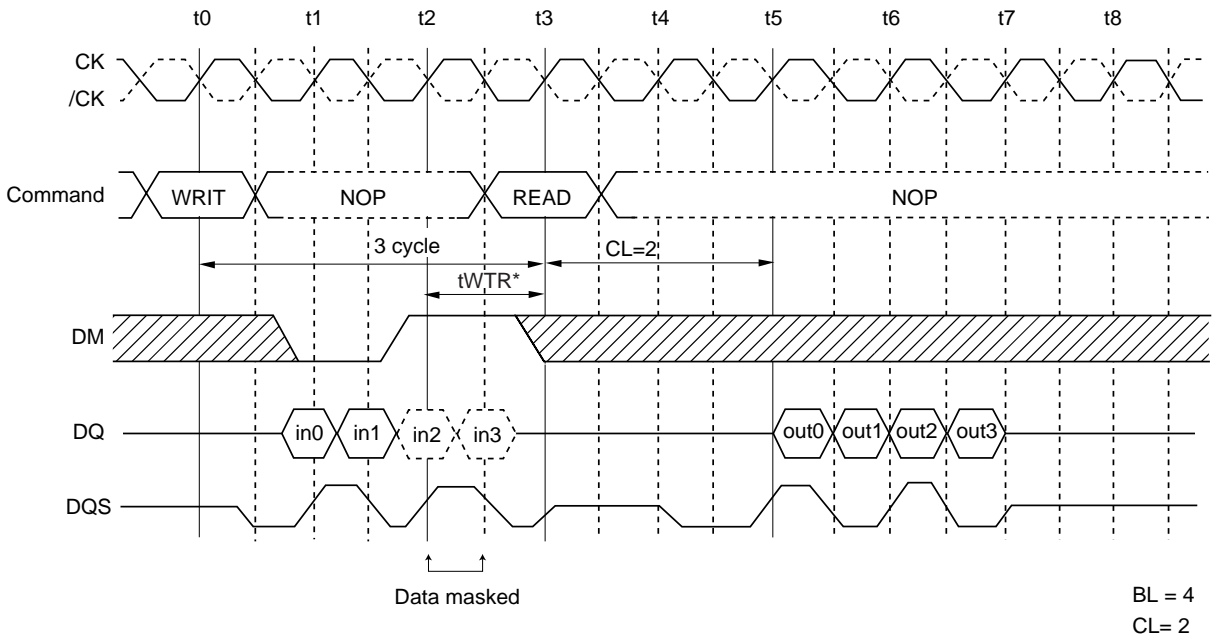 t0 t1 t2 t3 t4 t5 t6 t7 t8
CK
/CK
Command WRIT NOP READ NOP
3 cycle CL=2
tWTR*
DM
DQ in0 in1 in2 in3 out0 out1 out2 out3
DQS
Data masked
BL = 4
CL= 2